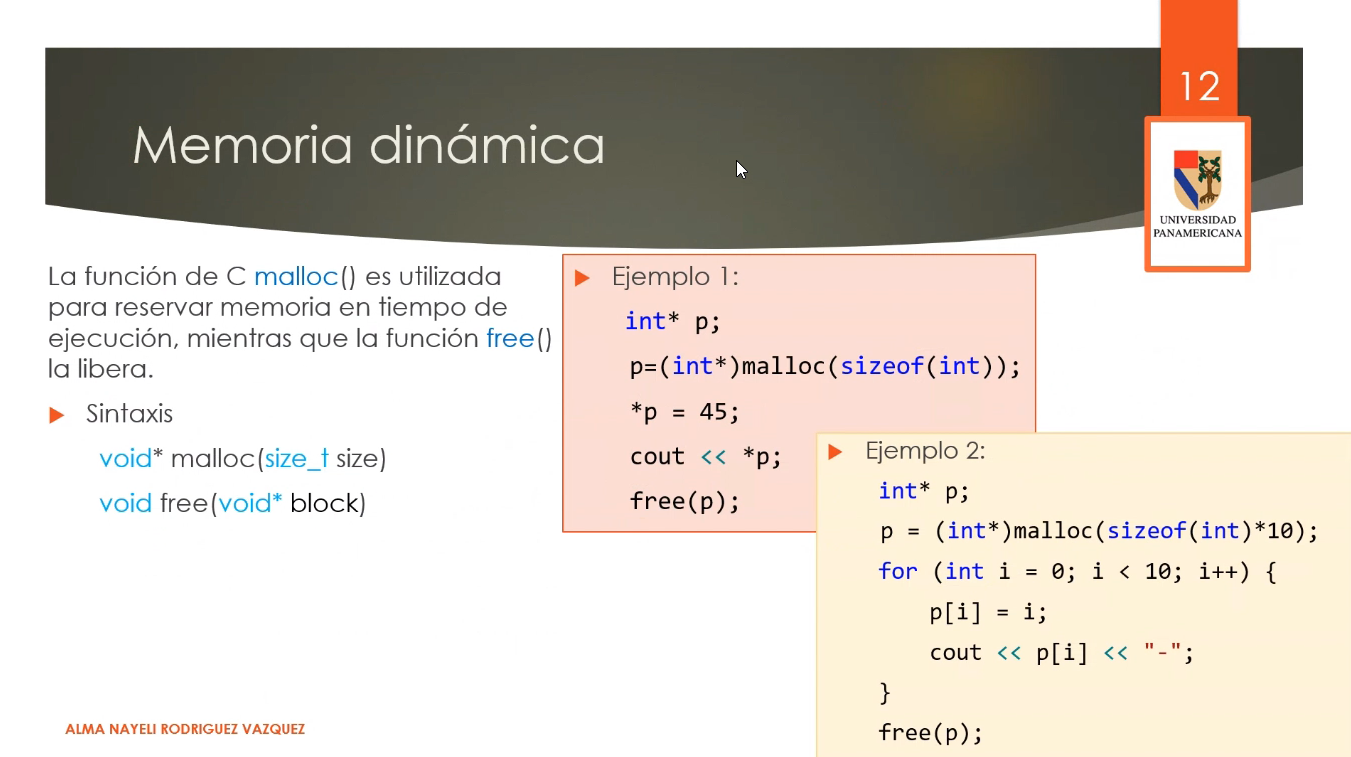 12
Memoria dinámica
UNIVERSIDAD
PANAMERICANA
La función de C malloc() es utilizada
para reservar memoria en tiempo de
ejecución, mientras que la función free()
la libera.
Sintaxis
void* malloc(size_t size)
void free(void* block)
Ejemplo 1:
int* p;
p=(int*)malloc(sizeof(int));
*p = 45;
cout << *p;
free(p);
Ejemplo 2:
int* p;
p = (int*)malloc(sizeof(int)*10);
for (int i = 0; i < 10; i++) {
p[i] = i;
cout << p[i] << "-";
}
free(p);
ALMA NAYELI RODRIGUEZ VAZQUEZ